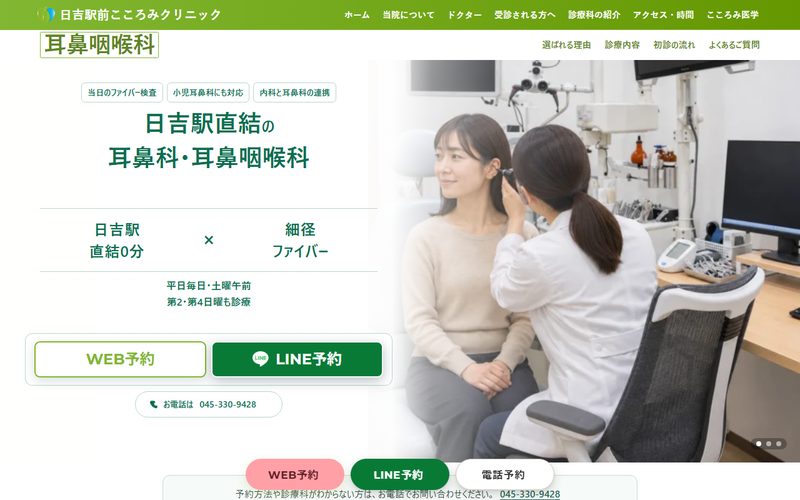 日吉駅前こころみクリニック
ホーム 当院について ドクター 受診される方へ 診療科の紹介 アクセス・時間 こころみ医学
耳鼻咽喉科
選ばれる理由 診療内容 初診の流れ よくあるご質問
当日のファイバー検査 小児耳鼻科にも対応 内科と耳鼻科の連携
日吉駅直結の
耳鼻科・耳鼻咽喉科
日吉駅
直結0分
×
細径
ファイバー
平日毎日・土曜午前
第2・第4日曜も診療
WEB予約 LINE LINE予約
お電話は 045-330-9428
WEB予約 LINE予約 電話予約
予約方法や診療科がわからない方は、お電話でお問い合わせください。 045-330-9428